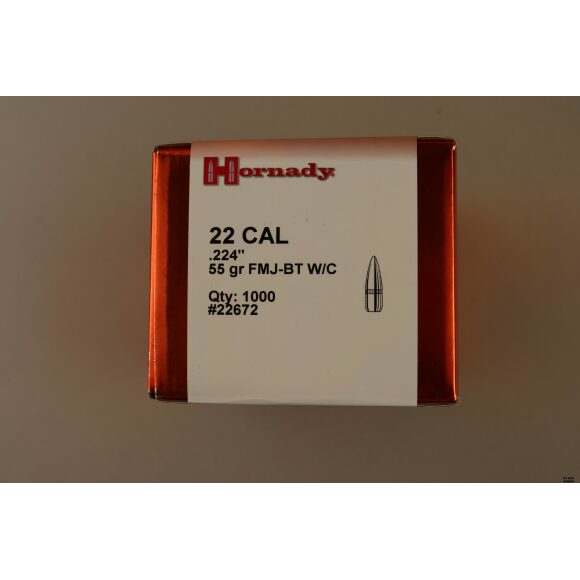 Hornady
22 CAL
.224"
55 gr FMJ-BT W/C
Qty: 1000
#22672